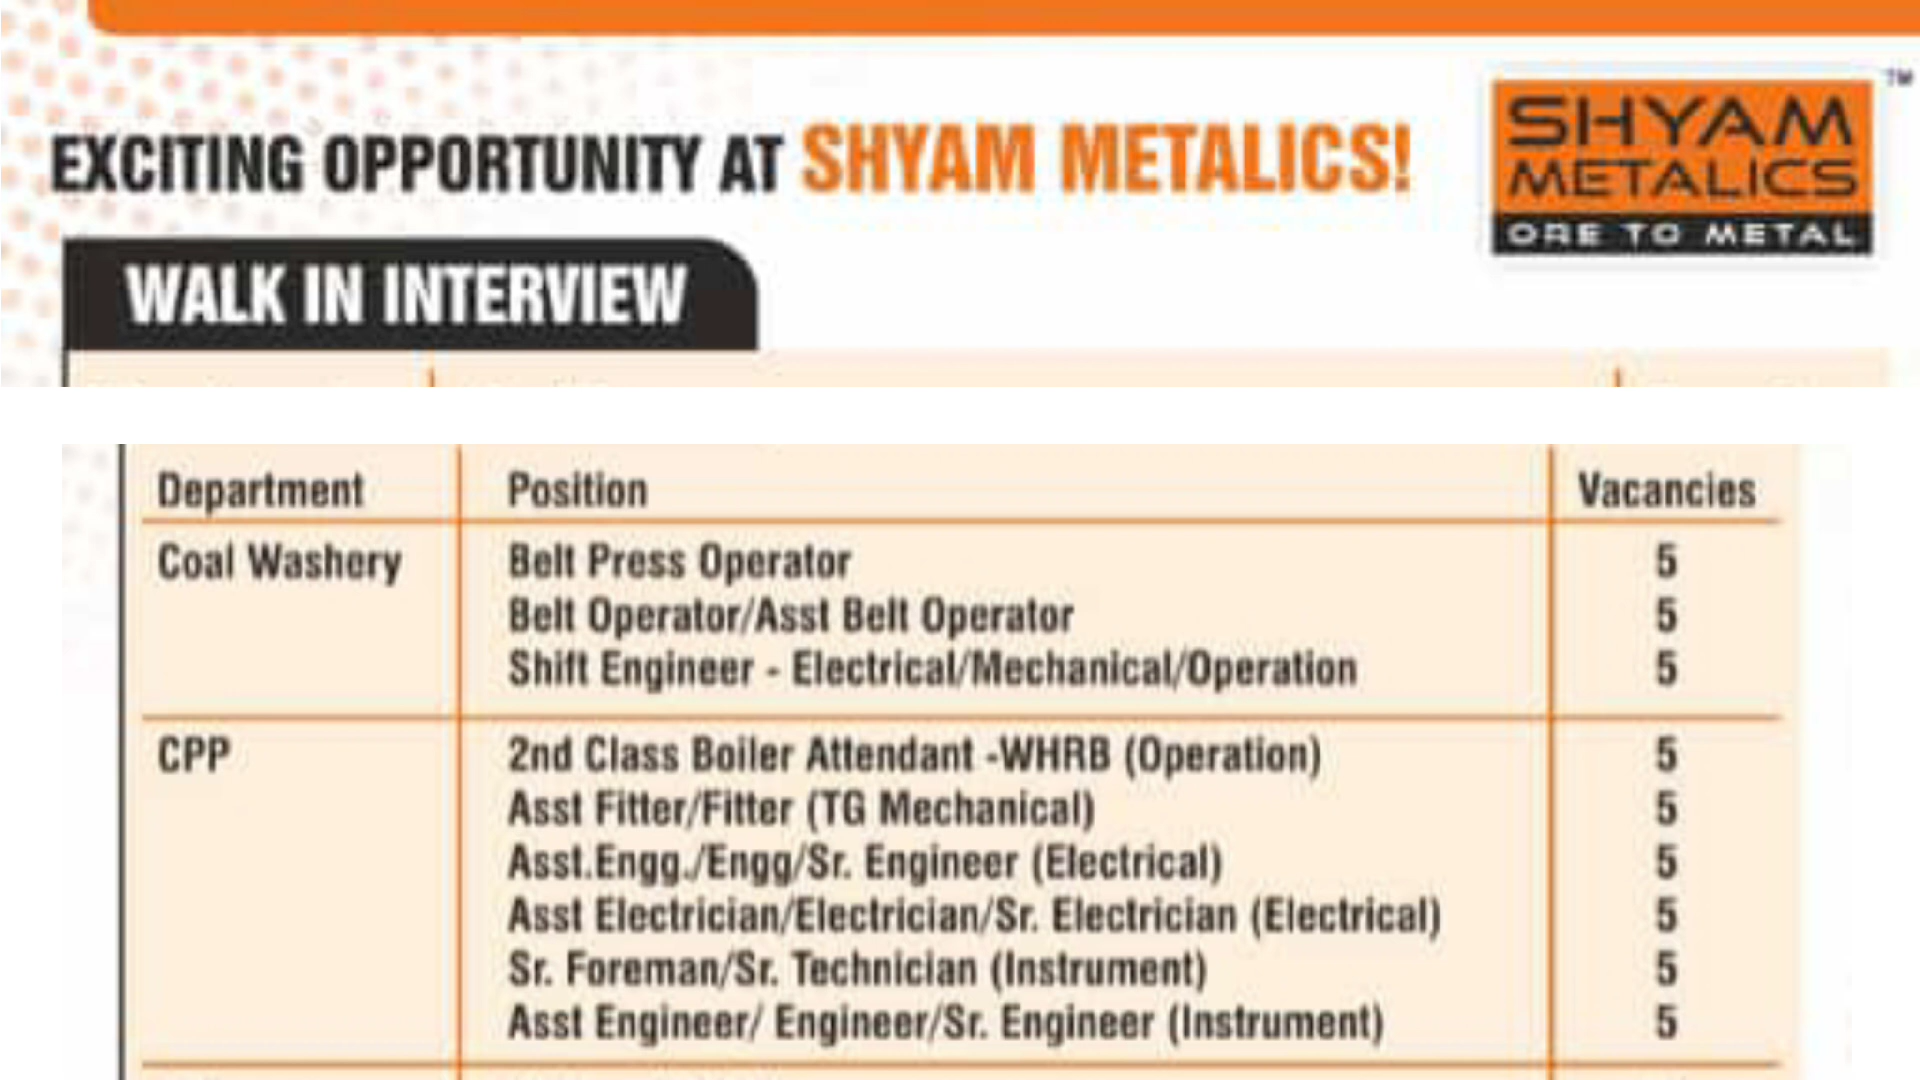 EXCITING OPPORTUNITY AT SHYAM METALICS!
SHYAM
METALICS
ORE TO METAL
TM
WALK IN INTERVIEW
Department Position Vacancies
Coal Washery Belt Press Operator 5
Belt Operator/Asst Belt Operator 5
Shift Engineer - Electrical/Mechanical/Operation 5
CPP 2nd Class Boiler Attendant -WHRB (Operation) 5
Asst Fitter/Fitter (TG Mechanical) 5
Asst.Engg./Engg/Sr. Engineer (Electrical) 5
Asst Electrician/Electrician/Sr. Electrician (Electrical) 5
Sr. Foreman/Sr. Technician (Instrument) 5
Asst Engineer/ Engineer/Sr. Engineer (Instrument) 5